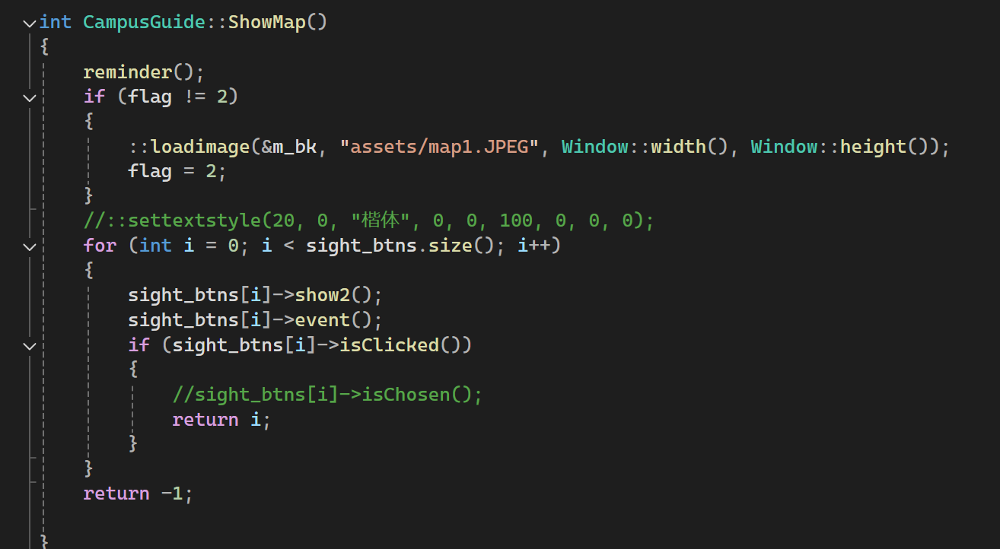 int CampusGuide::ShowMap()
{
    reminder();
    if (flag != 2)
    {
        ::loadimage(&m_bk, "assets/map1.JPEG", Window::width(), Window::height());
        flag = 2;
    }
    //::settextstyle(20, 0, "楷体", 0, 0, 100, 0, 0, 0);
    for (int i = 0; i < sight_btns.size(); i++)
    {
        sight_btns[i]->show2();
        sight_btns[i]->event();
        if (sight_btns[i]->isClicked())
        {
            //sight_btns[i]->isChosen();
            return i;
        }
    }
    return -1;
}